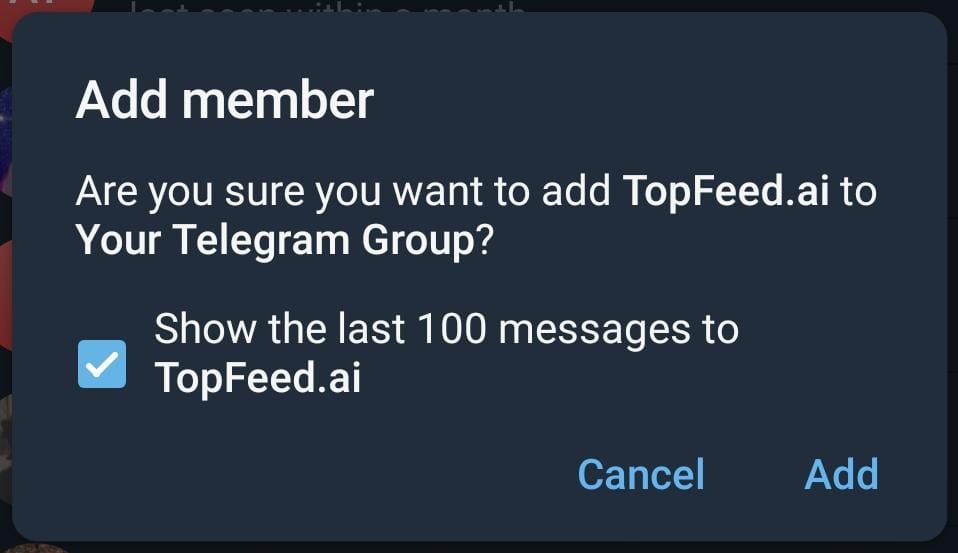 last seen within a month
Add member
Are you sure you want to add TopFeed.ai to
Your Telegram Group?
Show the last 100 messages to
TopFeed.ai
Cancel
Add